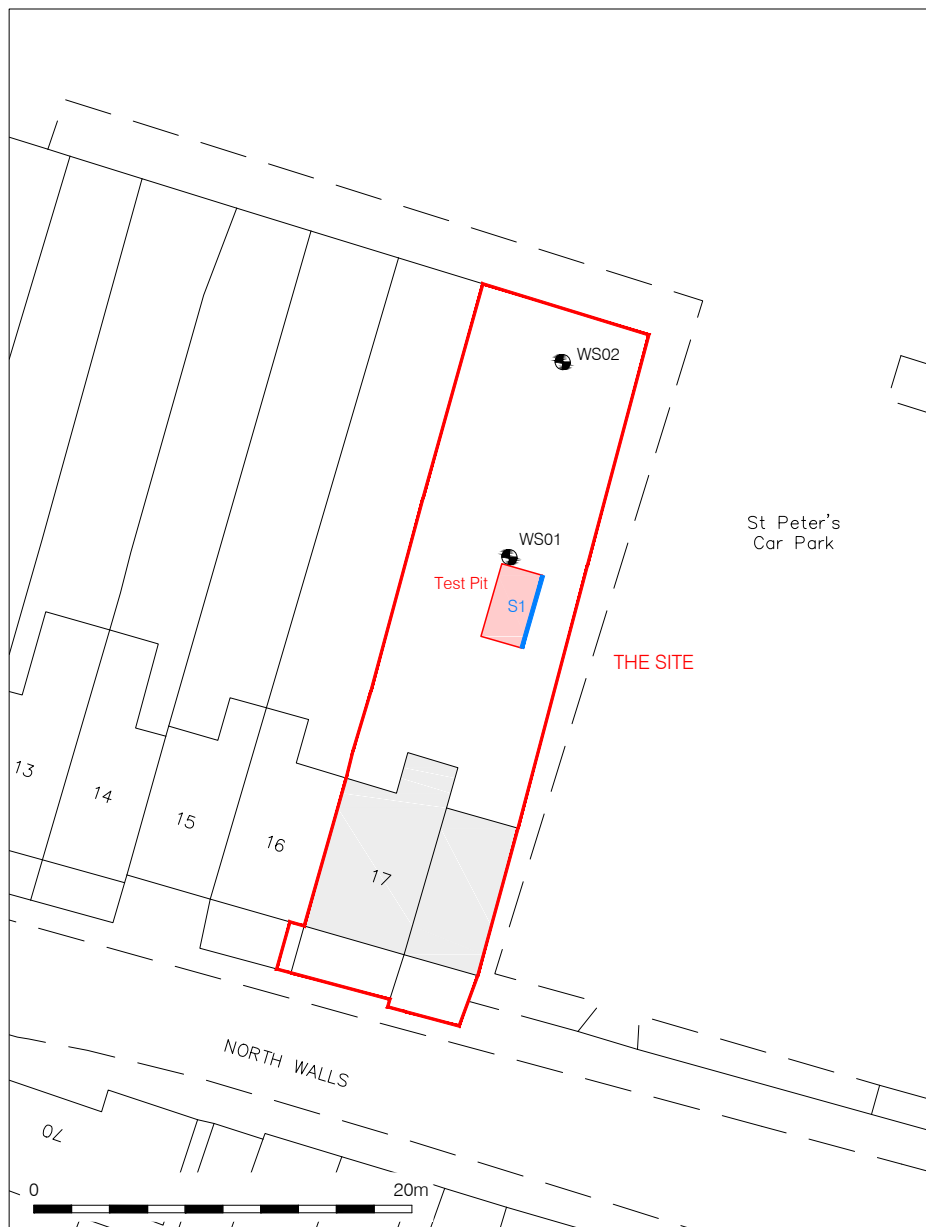 WS02
St Peter's
Car Park
WS01
Test Pit
S1
THE SITE
13
14
15
16
17
NORTH WALLS
70
0
20m